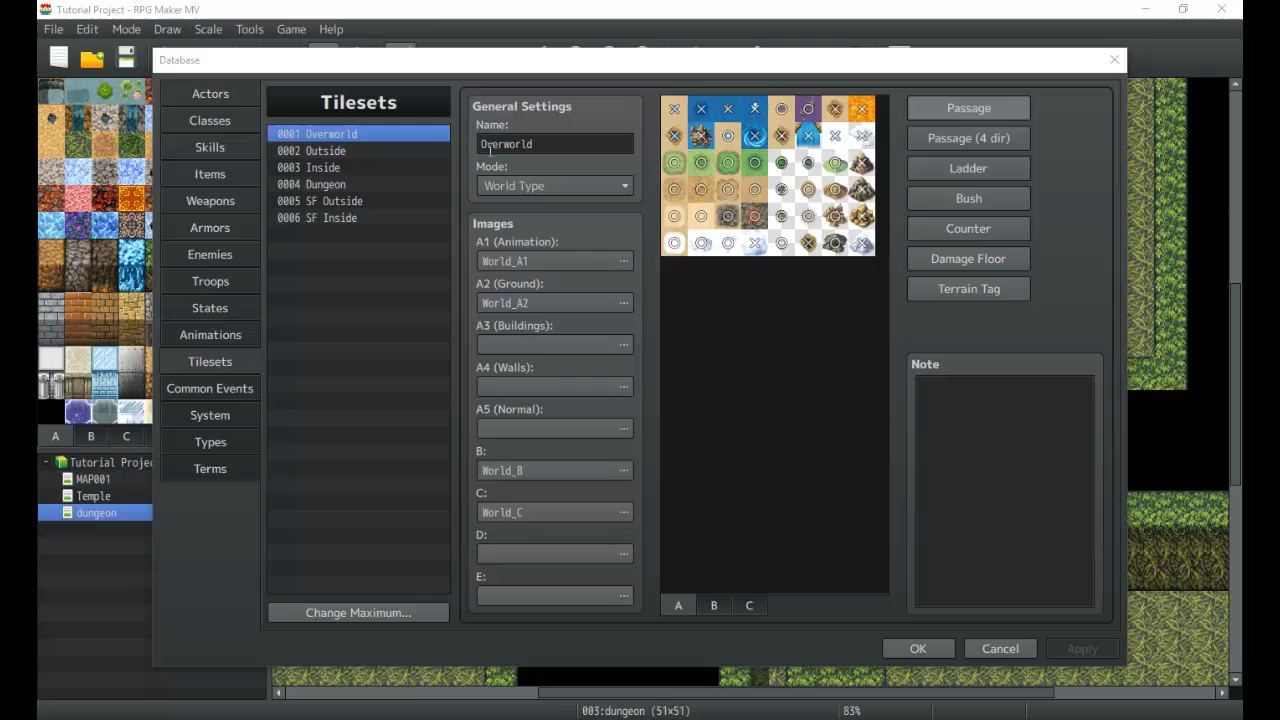 Tutorial Project - RPG Maker MV
File Edit Mode Draw Scale Tools Game Help
Database
Actors
Classes
Skills
Items
Weapons
Armors
Enemies
Troops
States
Animations
Tilesets
Common Events
System
Types
Terms
Tilesets
0001 Overworld
0002 Outside
0003 Inside
0004 Dungeon
0005 SF Outside
0006 SF Inside
Change Maximum...
General Settings
Name:
Overworld
Mode:
World Type
Images
A1 (Animation):
World_A1
A2 (Ground):
World_A2
A3 (Buildings):
A4 (Walls):
A5 (Normal):
B:
World_B
C:
World_C
D:
E:
A B C
Passage
Passage (4 dir)
Ladder
Bush
Counter
Damage Floor
Terrain Tag
Note
OK Cancel Apply
A B C
Tutorial Projec
MAP001
Temple
dungeon
003:dungeon (51x51) 83%